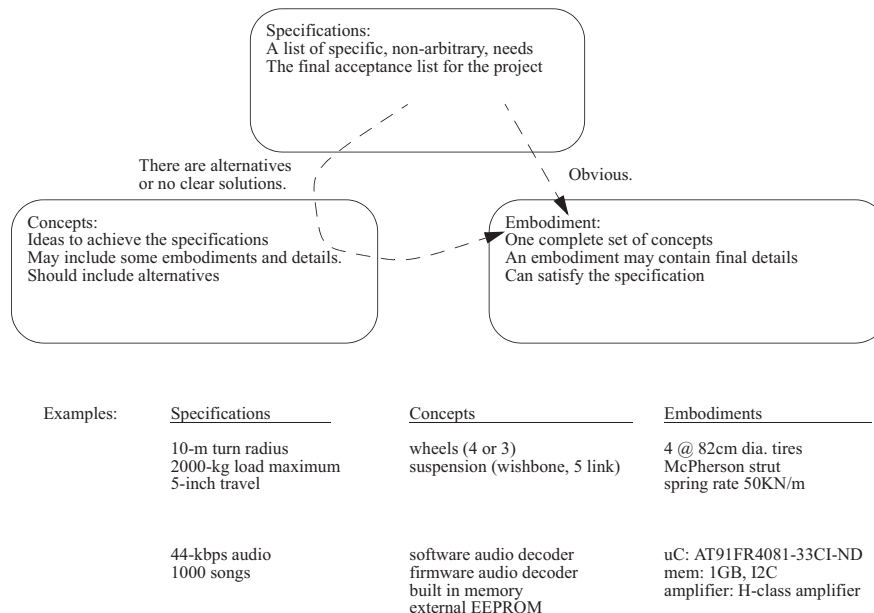 Specifications:
A list of specific, non-arbitrary, needs
The final acceptance list for the project
There are alternatives
or no clear solutions.
Obvious.
Concepts:
Ideas to achieve the specifications
May include some embodiments and details.
Should include alternatives
Embodiment:
One complete set of concepts
An embodiment may contain final details
Can satisfy the specification
Examples: Specifications Concepts Embodiments
10-m turn radius wheels (4 or 3) 4 @ 82cm dia. tires
2000-kg load maximum suspension (wishbone, 5 link) McPherson strut
5-inch travel spring rate 50KN/m
44-kbps audio software audio decoder uC: AT91FR4081-33CI-ND
1000 songs firmware audio decoder mem: 1GB, I2C
built in memory amplifier: H-class amplifier
external EEPROM